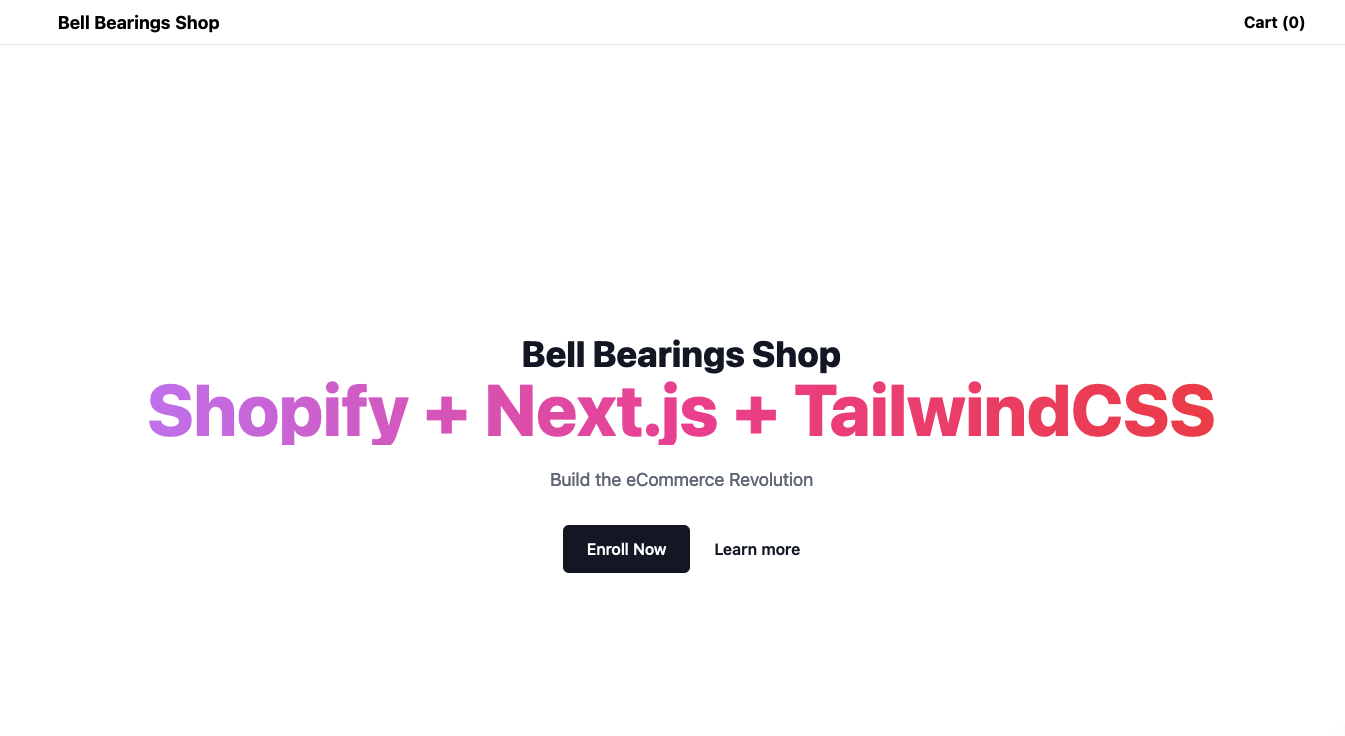 Bell Bearings Shop
Cart (0)
Bell Bearings Shop
Shopify + Next.js + TailwindCSS
Build the eCommerce Revolution
Enroll Now
Learn more